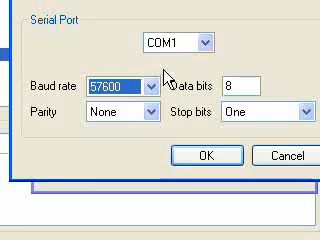 Serial Port
COM1
Baud rate 57600 Data bits 8
Parity None Stop bits One
OK Cancel